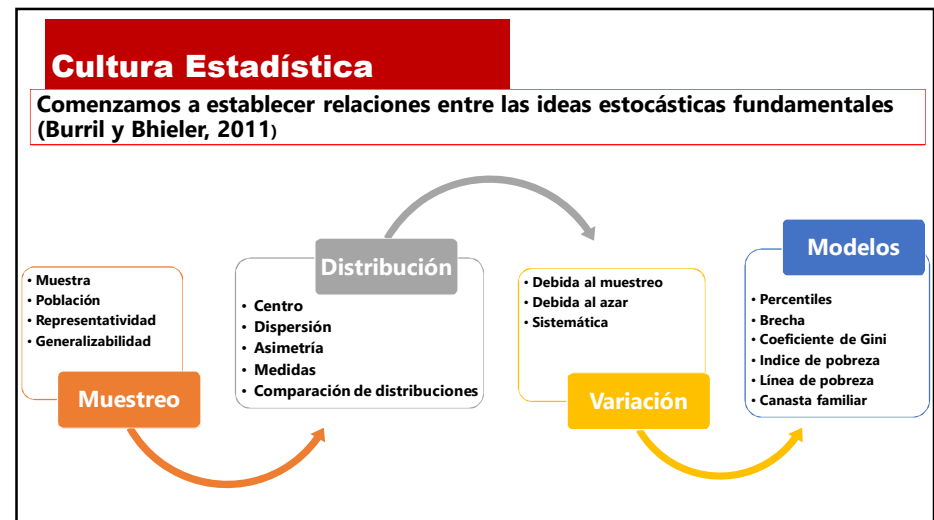 Cultura Estadística
Comenzamos a establecer relaciones entre las ideas estocásticas fundamentales
(Burril y Bhieler, 2011)
• Muestra
• Población
• Representatividad
• Generalizabilidad
Muestreo
Distribución
• Centro
• Dispersión
• Asimetría
• Medidas
• Comparación de distribuciones
• Debida al muestreo
• Debida al azar
• Sistemática
Variación
Modelos
• Percentiles
• Brecha
• Coeficiente de Gini
• Indice de pobreza
• Línea de pobreza
• Canasta familiar